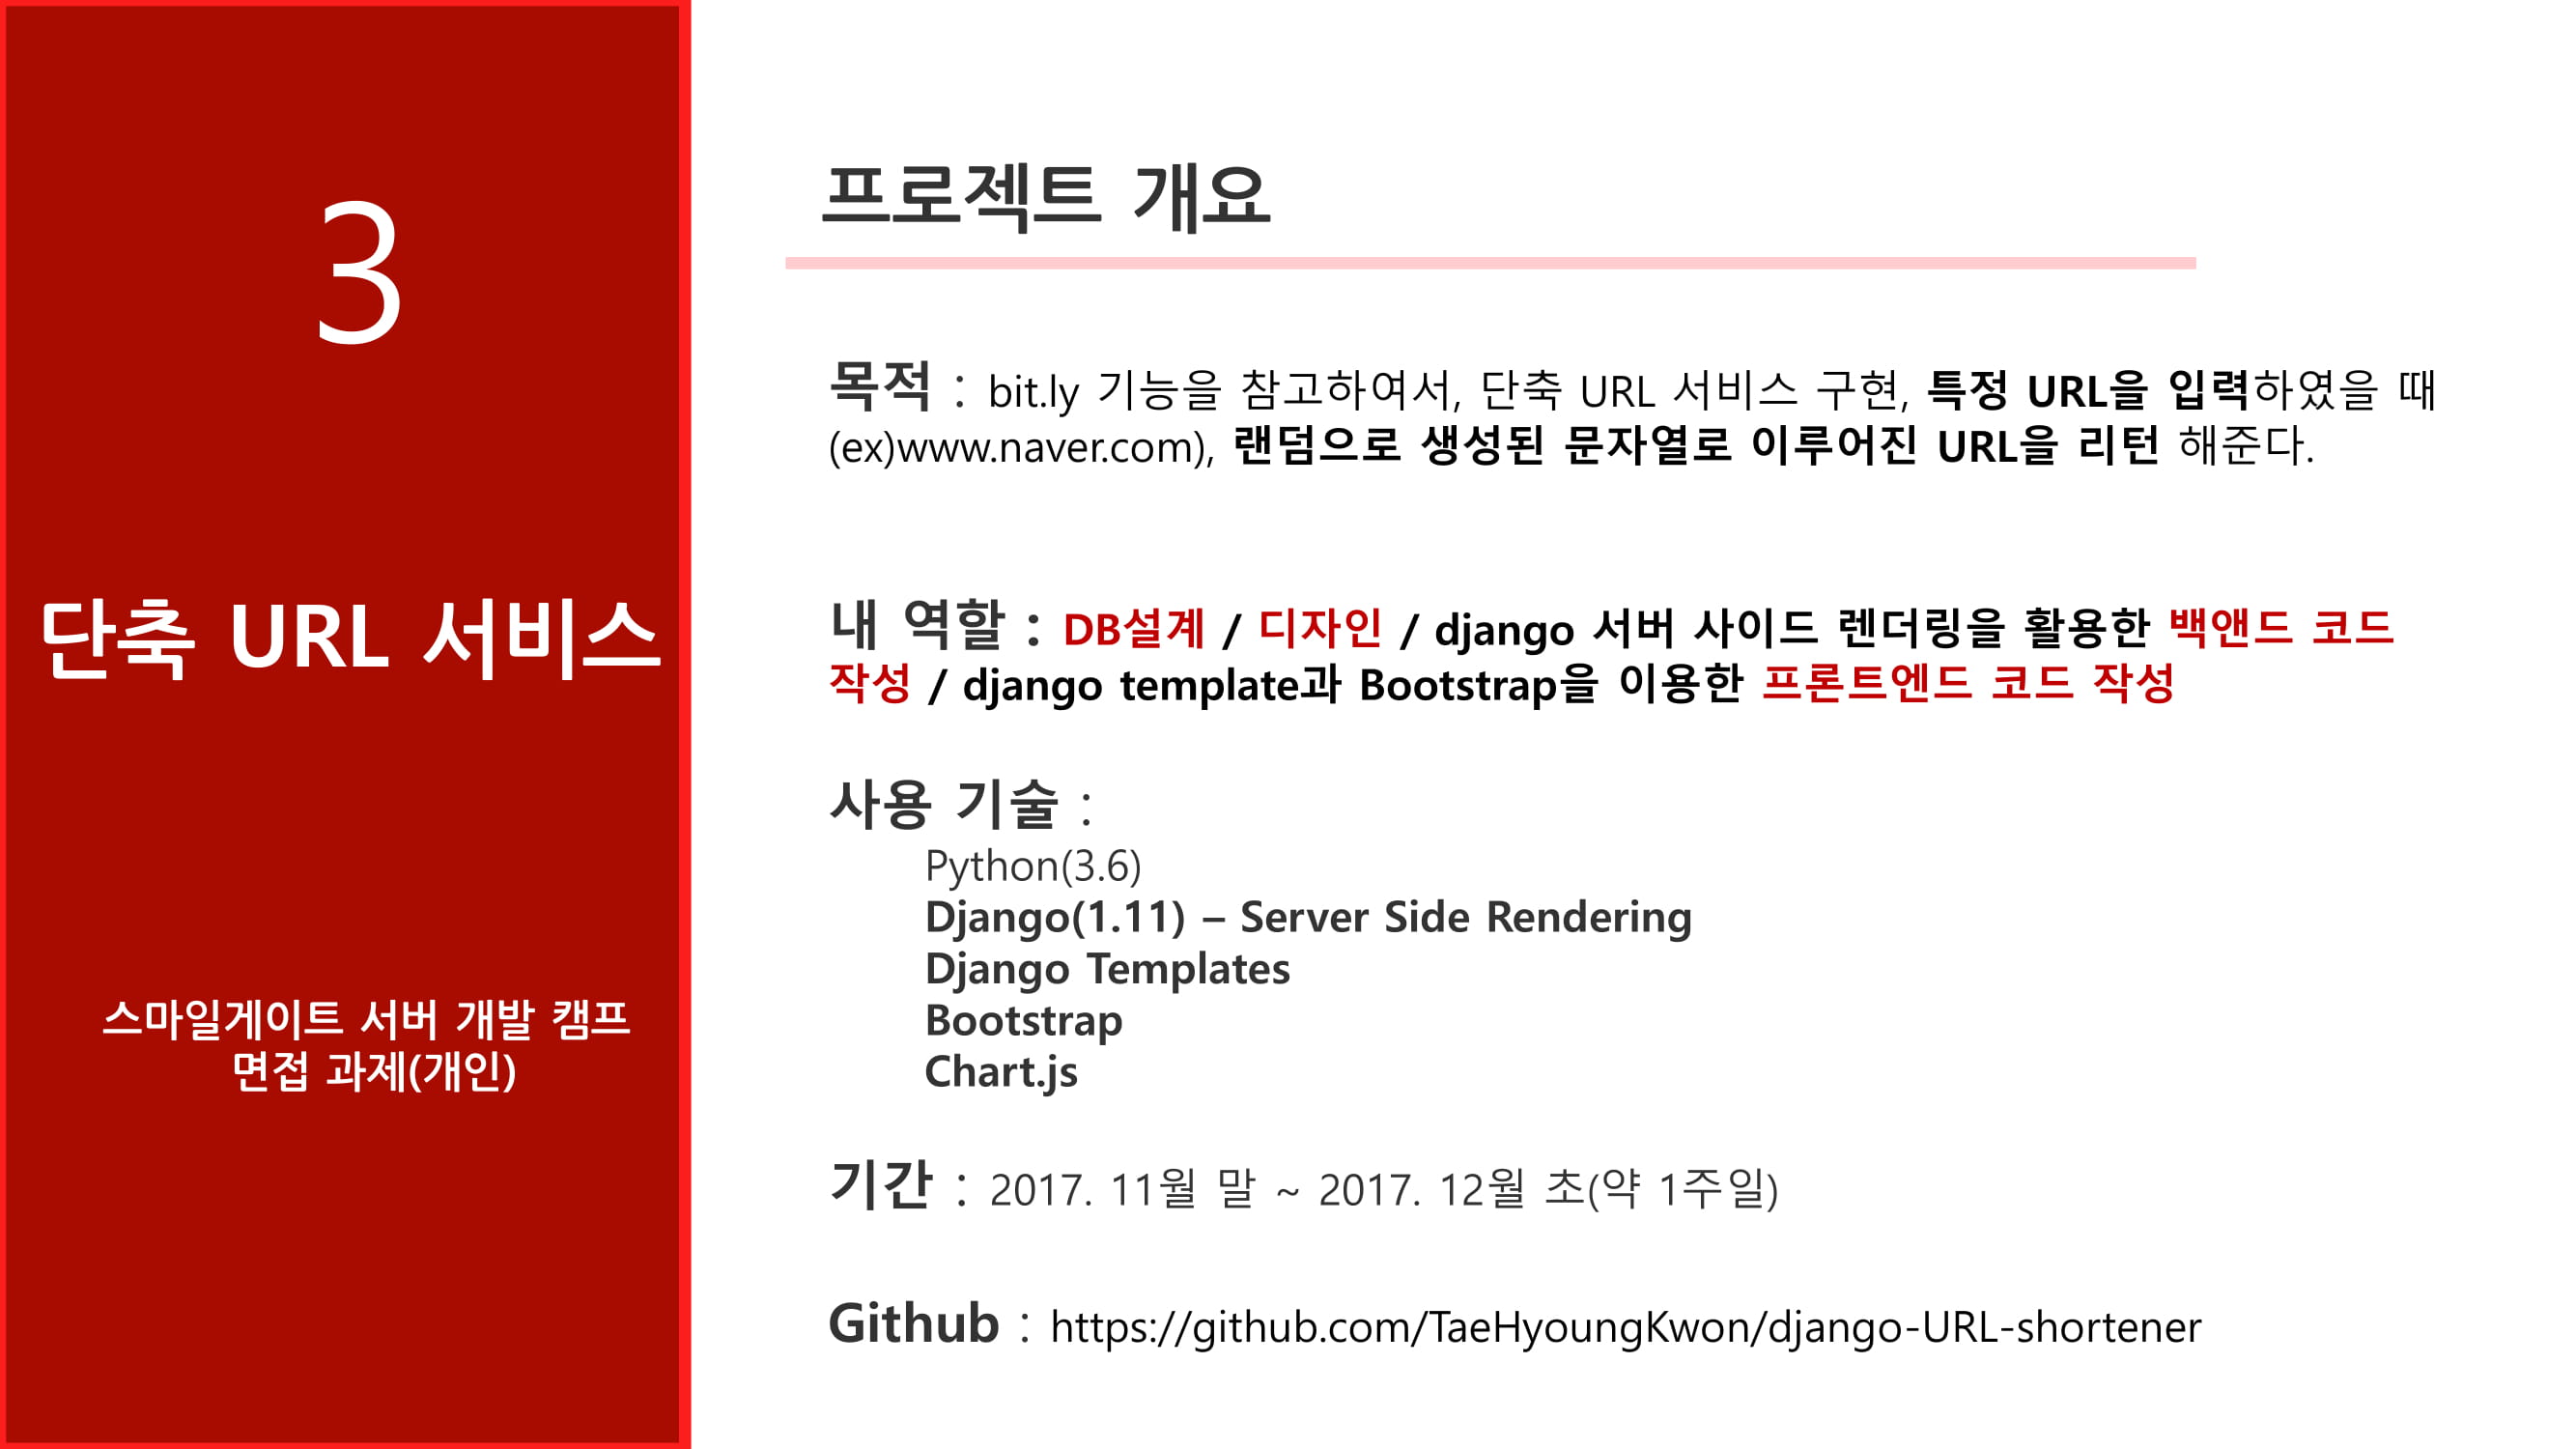 3
단축 URL 서비스
스마일게이트 서버 개발 캠프
면접 과제(개인)
프로젝트 개요
목적 : bit.ly 기능을 참고하여서, 단축 URL 서비스 구현, 특정 URL을 입력하였을 때
(ex)www.naver.com), 랜덤으로 생성된 문자열로 이루어진 URL을 리턴 해준다.
내 역할 : DB설계 / 디자인 / django 서버 사이드 렌더링을 활용한 백앤드 코드
작성 / django template과 Bootstrap을 이용한 프론트엔드 코드 작성
사용 기술 :
Python(3.6)
Django(1.11) – Server Side Rendering
Django Templates
Bootstrap
Chart.js
기간 : 2017. 11월 말 ~ 2017. 12월 초(약 1주일)
Github : https://github.com/TaeHyoungKwon/django-URL-shortener